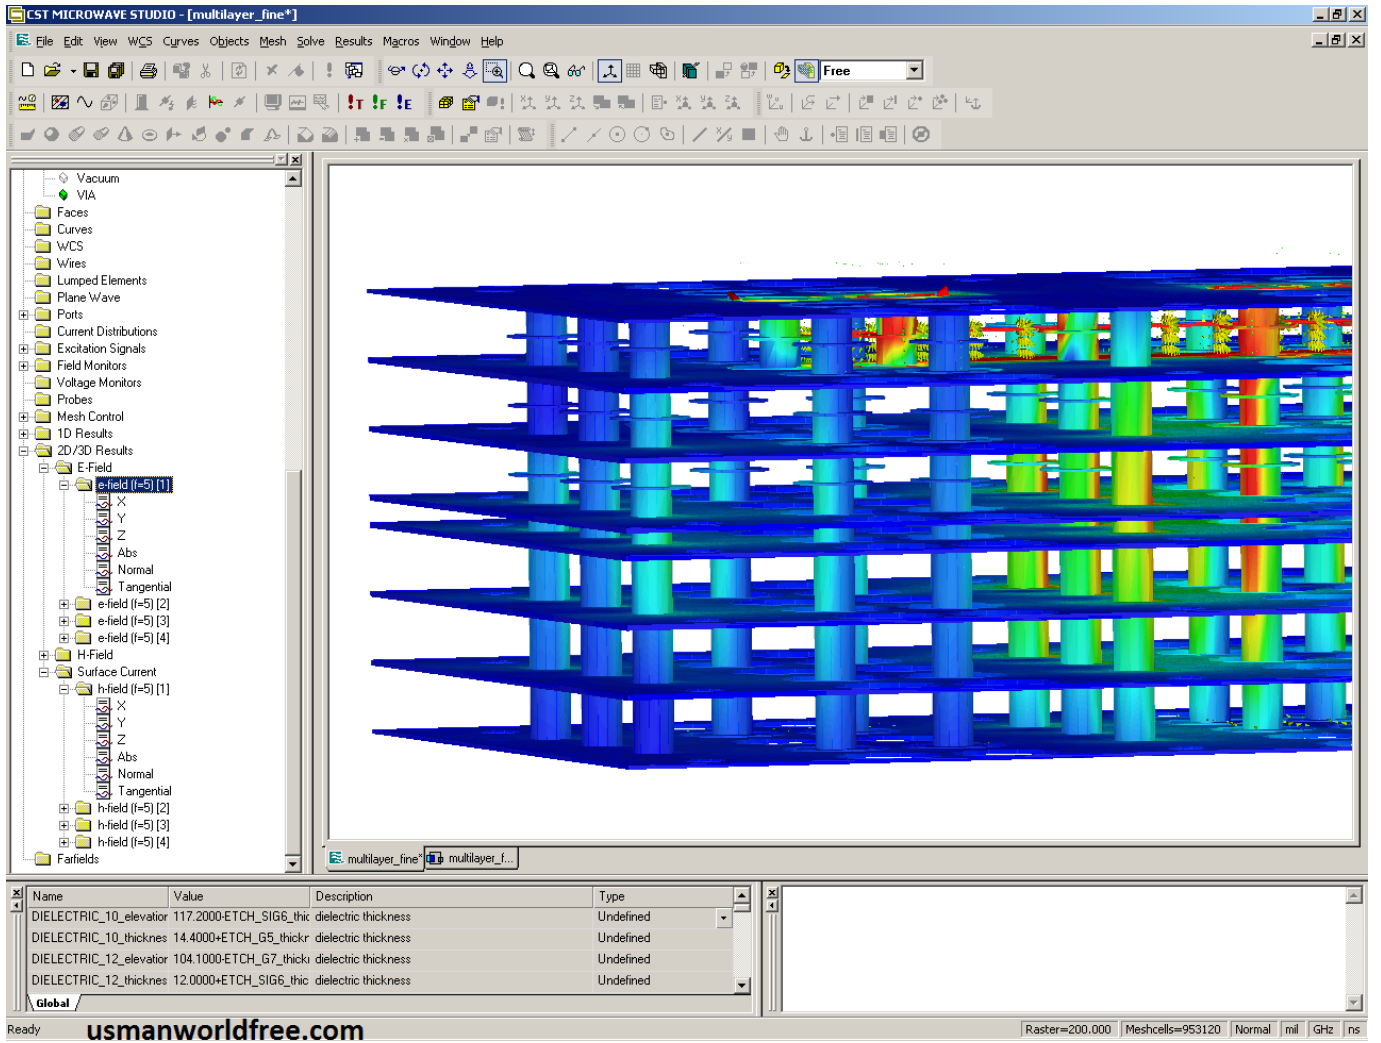 CST MICROWAVE STUDIO - [multilayer_fine*]
File Edit View WCS Curves Objects Mesh Solve Results Macros Window Help
Free
!T !F !E
Vacuum
VIA
Faces
Curves
WCS
Wires
Lumped Elements
Plane Wave
Ports
Current Distributions
Excitation Signals
Field Monitors
Voltage Monitors
Probes
Mesh Control
1D Results
2D/3D Results
E-Field
e-field (f=5) [1]
X
Y
Z
Abs
Normal
Tangential
e-field (f=5) [2]
e-field (f=5) [3]
e-field (f=5) [4]
H-Field
Surface Current
h-field (f=5) [1]
X
Y
Z
Abs
Normal
Tangential
h-field (f=5) [2]
h-field (f=5) [3]
h-field (f=5) [4]
Farfields
multilayer_fine* multilayer_f...
Name Value Description Type
DIELECTRIC_10_elevatior 117.2000-ETCH_SIG6_thic dielectric thickness Undefined
DIELECTRIC_10_thicknes 14.4000+ETCH_G5_thickr dielectric thickness Undefined
DIELECTRIC_12_elevatior 104.1000-ETCH_G7_thickı dielectric thickness Undefined
DIELECTRIC_12_thicknes 12.0000+ETCH_SIG6_thic dielectric thickness Undefined
Global
Ready usmanworldfree.com Raster=200.000 Meshcells=953120 Normal mil GHz ns